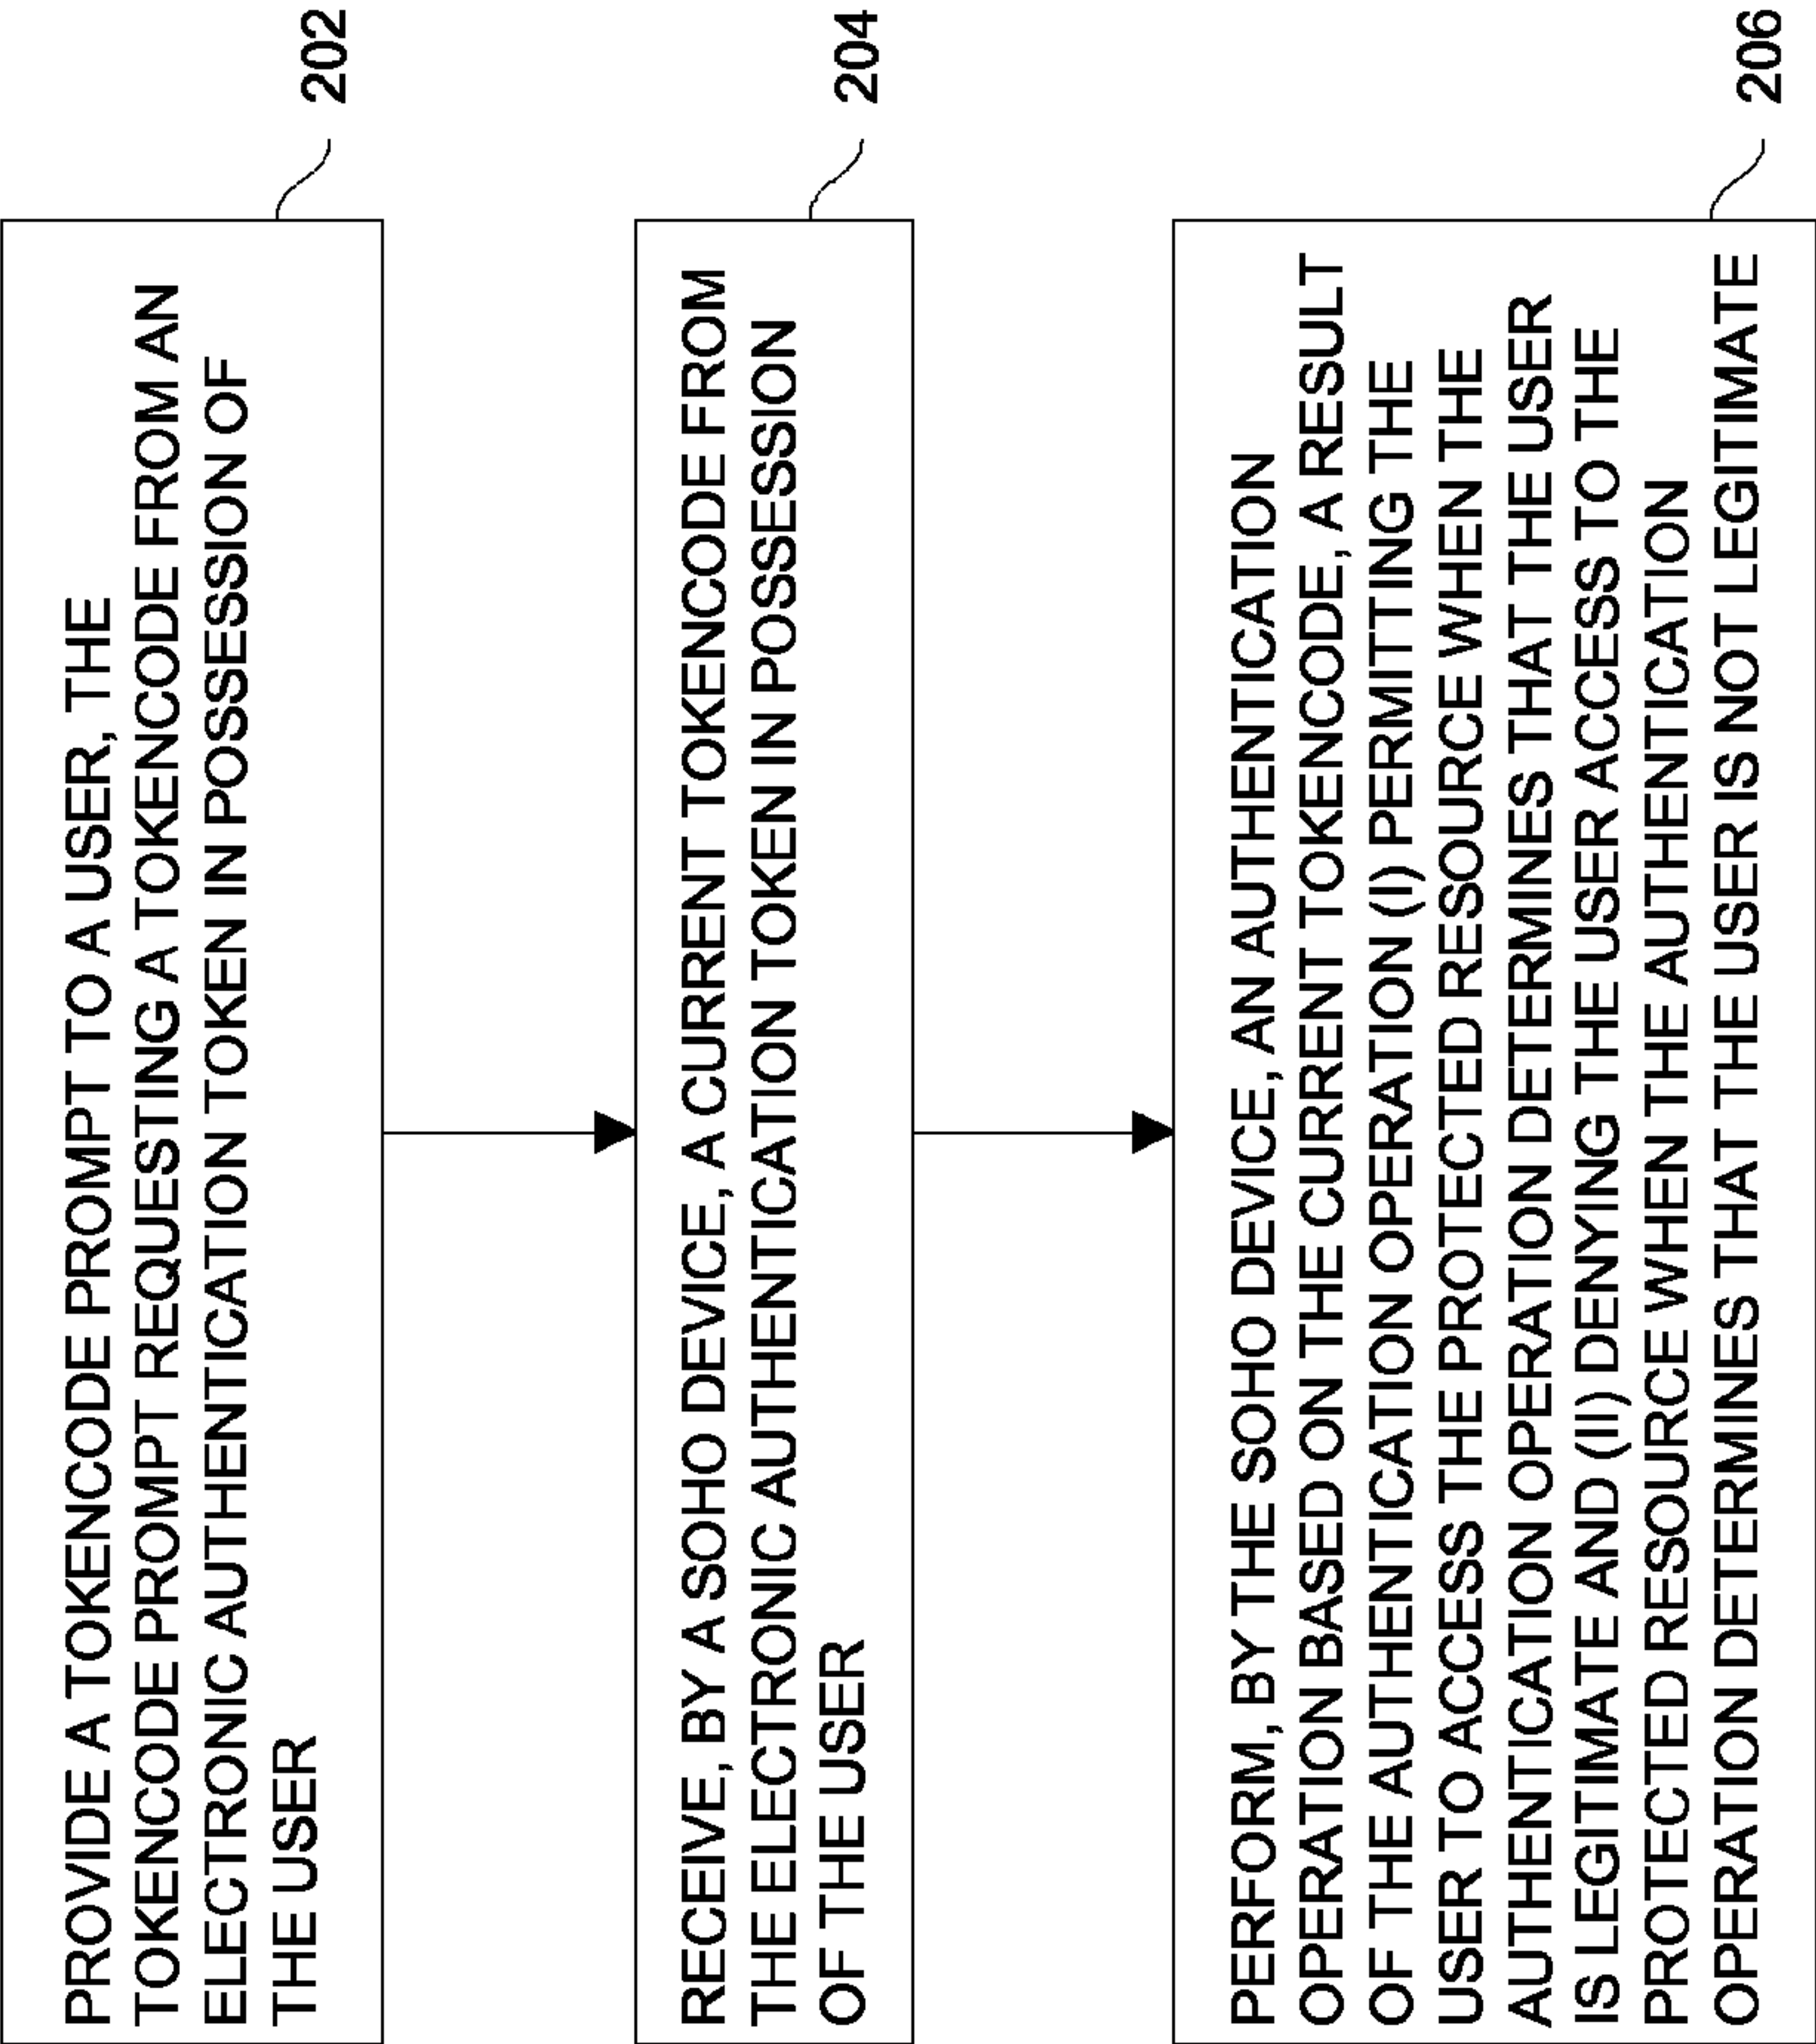 PROVIDE A TOKENCODE PROMPT TO A USER, THE
TOKENCODE PROMPT REQUESTING A TOKENCODE FROM AN
ELECTRONIC AUTHENTICATION TOKEN IN POSSESSION OF
THE USER
202
RECEIVE, BY A SOHO DEVICE, A CURRENT TOKENCODE FROM
THE ELECTRONIC AUTHENTICATION TOKEN IN POSSESSION
OF THE USER
204
PERFORM, BY THE SOHO DEVICE, AN AUTHENTICATION
OPERATION BASED ON THE CURRENT TOKENCODE, A RESULT
OF THE AUTHENTICATION OPERATION (I) PERMITTING THE
USER TO ACCESS THE PROTECTED RESOURCE WHEN THE
AUTHENTICATION OPERATION DETERMINES THAT THE USER
IS LEGITIMATE AND (II) DENYING THE USER ACCESS TO THE
PROTECTED RESOURCE WHEN THE AUTHENTICATION
OPERATION DETERMINES THAT THE USER IS NOT LEGITIMATE
206